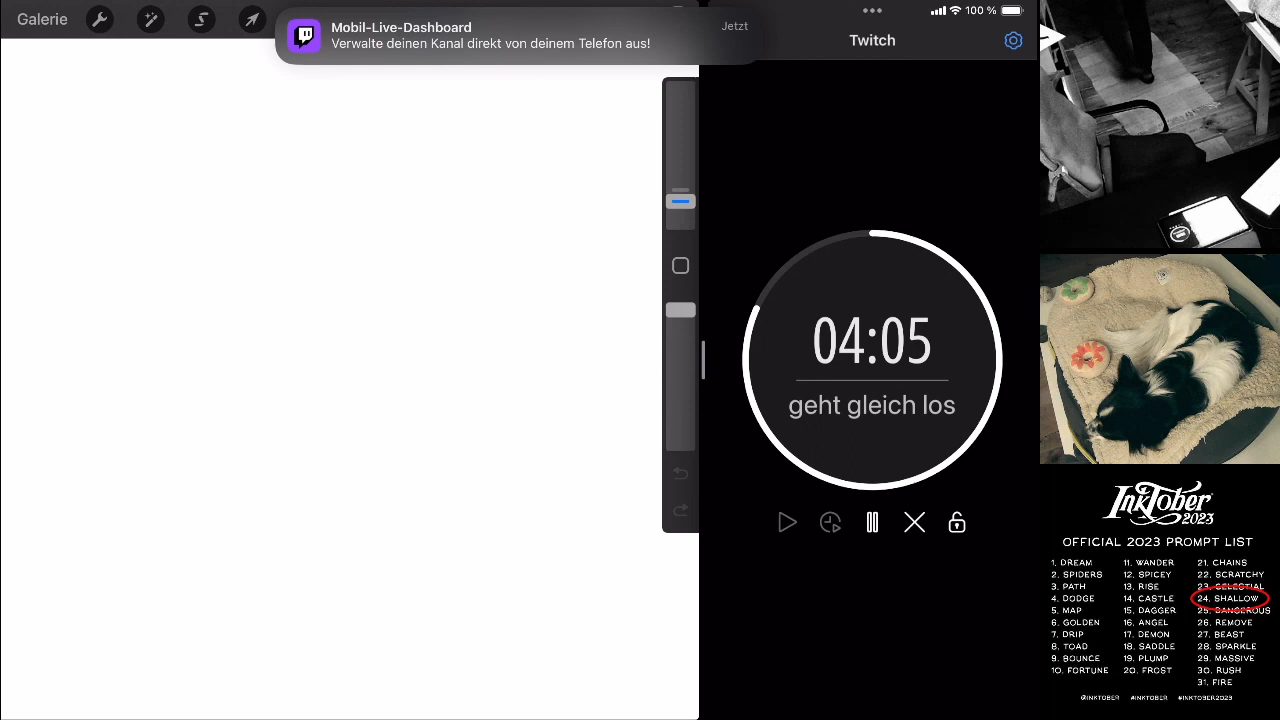 Galerie
Mobil-Live-Dashboard
Jetzt
Verwalte deinen Kanal direkt von deinem Telefon aus!
100 %
Twitch
04:05
geht gleich los
InkTober
2023
OFFICIAL 2023 PROMPT LIST
1. DREAM
2. SPIDERS
3. PATH
4. DODGE
5. MAP
6. GOLDEN
7. DRIP
8. TOAD
9. BOUNCE
10. FORTUNE
11. WANDER
12. SPICEY
13. RISE
14. CASTLE
15. DAGGER
16. ANGEL
17. DEMON
18. SADDLE
19. PLUMP
20. FROST
21. CHAINS
22. SCRATCHY
23. CELESTIAL
24. SHALLOW
25. DANGEROUS
26. REMOVE
27. BEAST
28. SPARKLE
29. MASSIVE
30. RUSH
31. FIRE
@INKTOBER #INKTOBER #INKTOBER2023